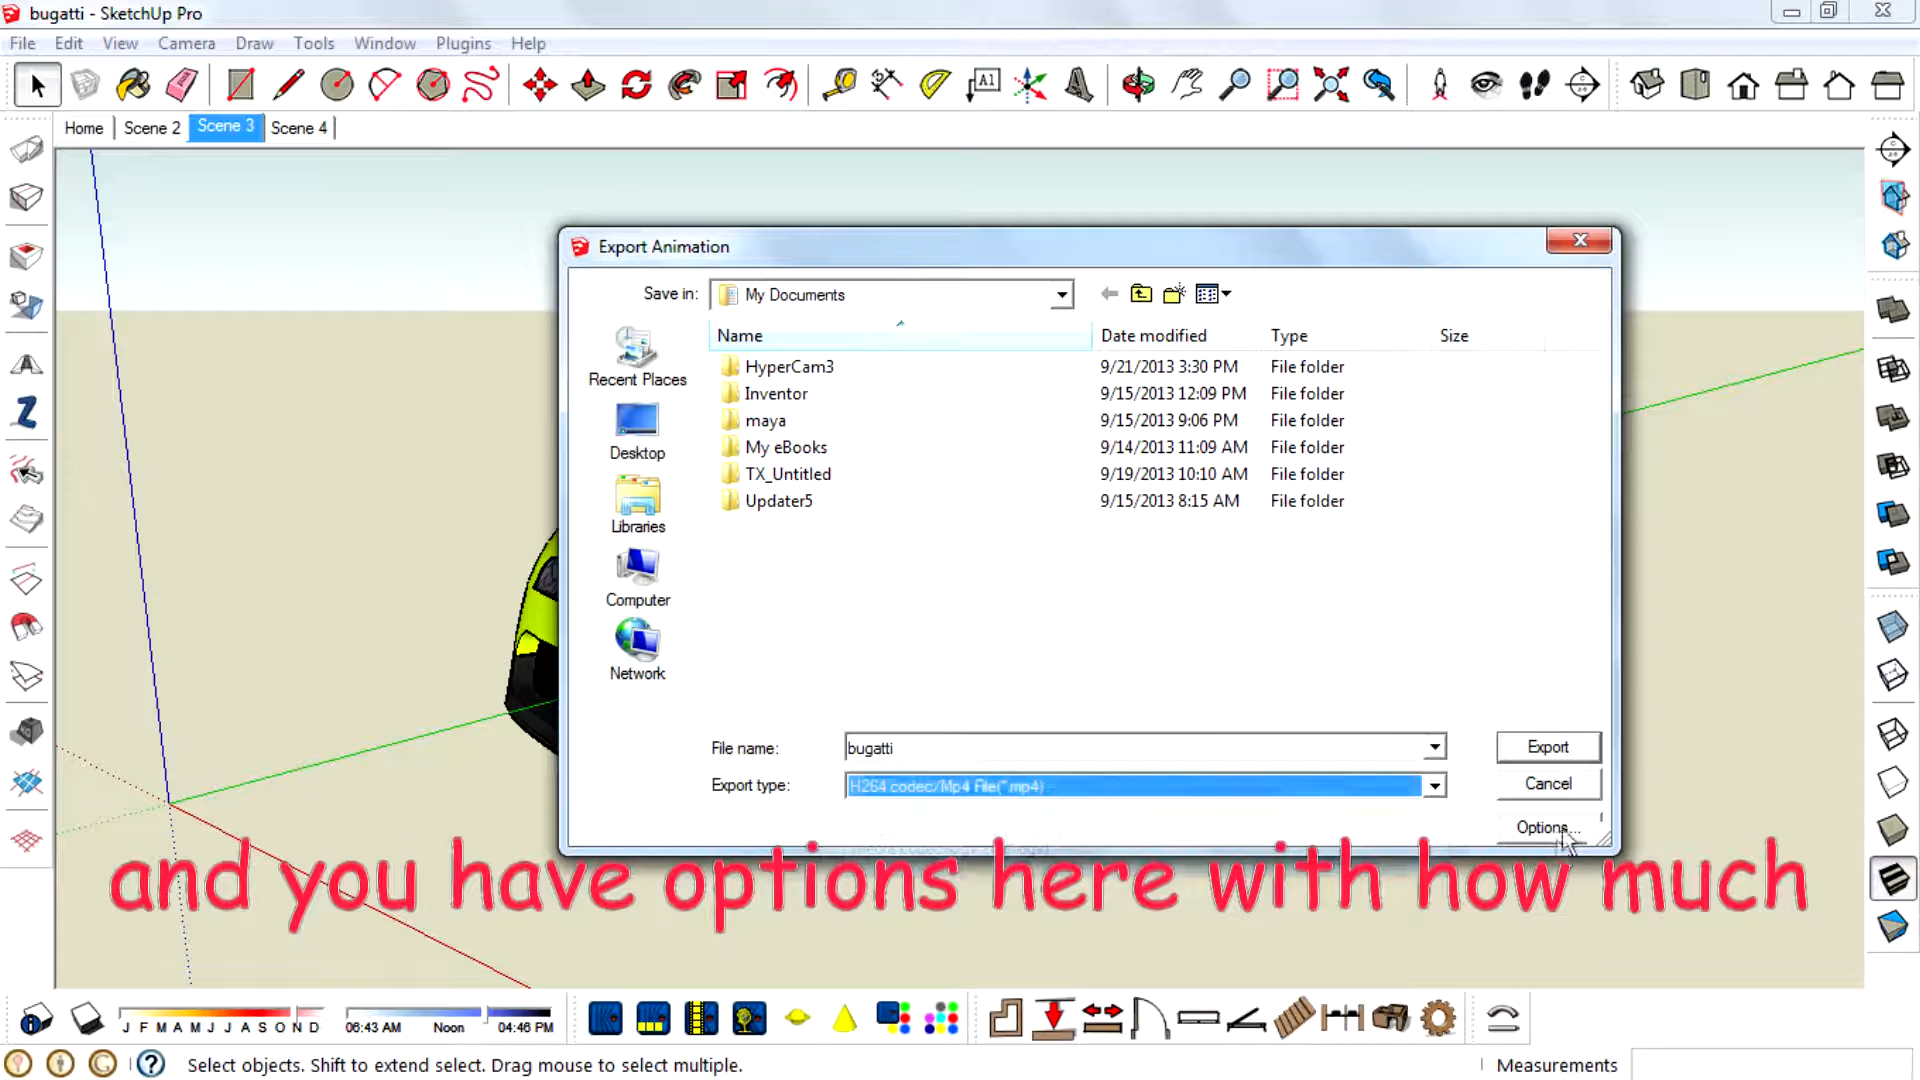 bugatti - SketchUp Pro
File Edit View Camera Draw Tools Window Plugins Help
A1
Home Scene 2 Scene 3 Scene 4
Export Animation
Save in: My Documents
Name Date modified Type Size
HyperCam3 9/21/2013 3:30 PM File folder
Inventor 9/15/2013 12:09 PM File folder
maya 9/15/2013 9:06 PM File folder
My eBooks 9/14/2013 11:09 AM File folder
TX_Untitled 9/19/2013 10:10 AM File folder
Updater5 9/15/2013 8:15 AM File folder
Recent Places
Desktop
Libraries
Computer
Network
File name: bugatti Export
Export type: H264 codec/Mp4 File(*.mp4) Cancel
Options...
and you have options here with how much
J F M A M J J A S O N D 06:43 AM Noon 04:46 PM
Select objects. Shift to extend select. Drag mouse to select multiple. Measurements